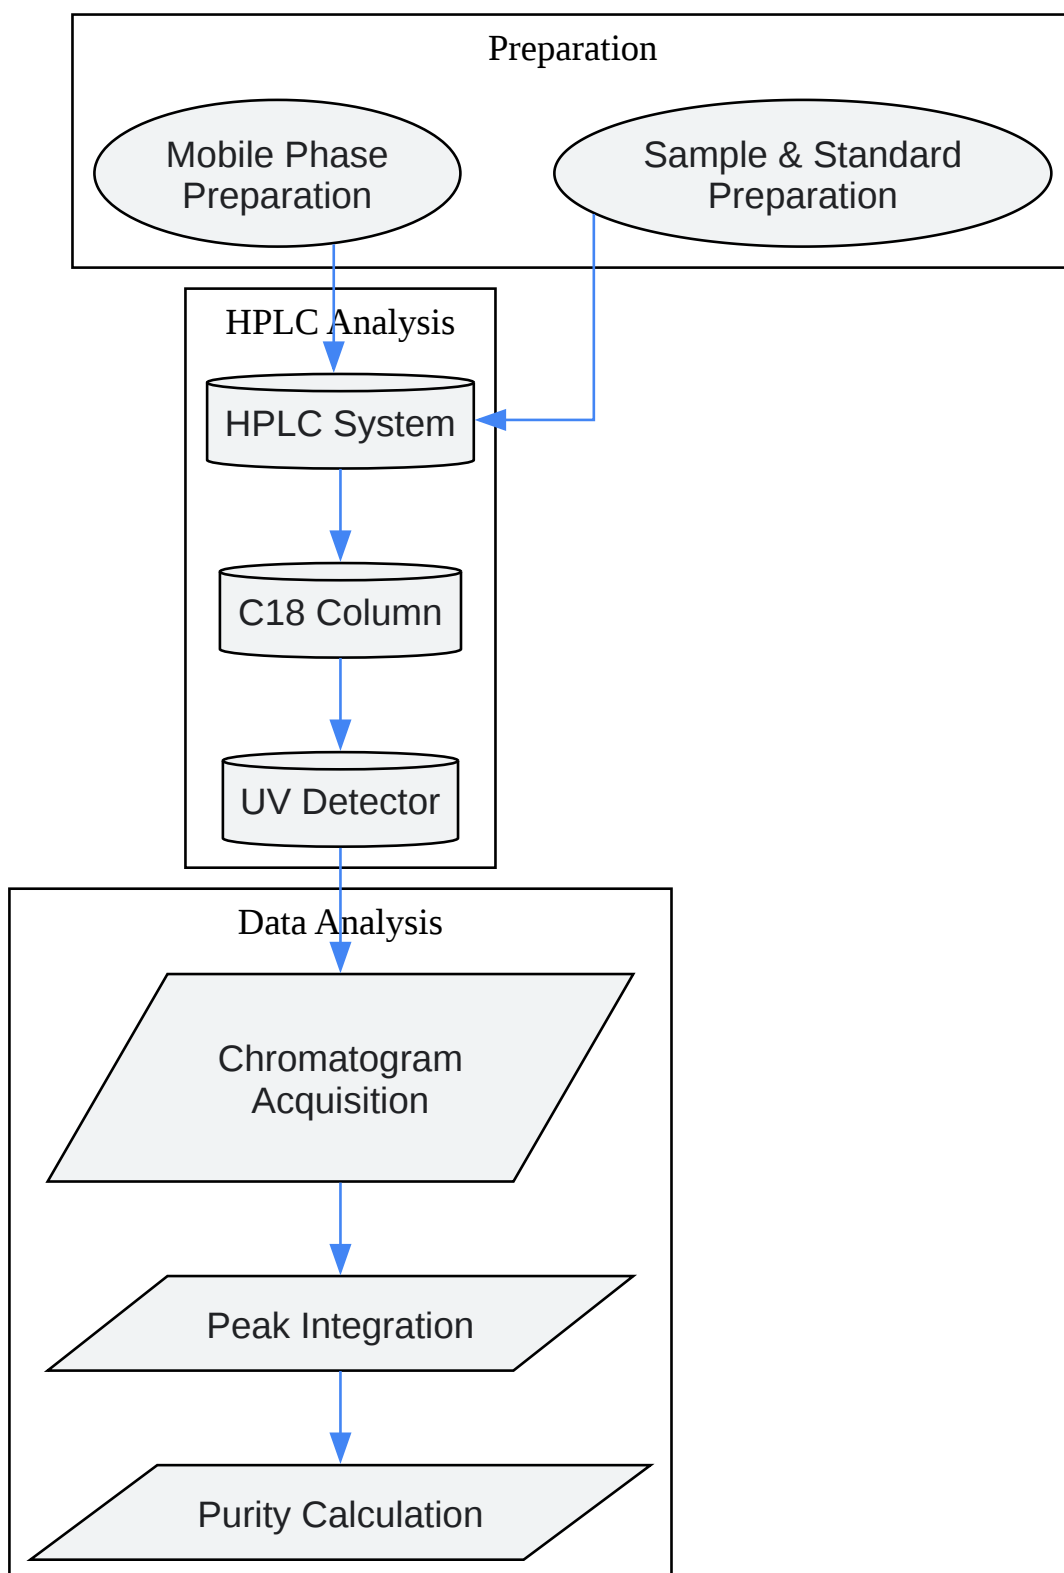 Preparation
Mobile Phase
Preparation
Sample & Standard
Preparation
HPLC Analysis
HPLC System
C18 Column
UV Detector
Data Analysis
Chromatogram
Acquisition
Peak Integration
Purity Calculation